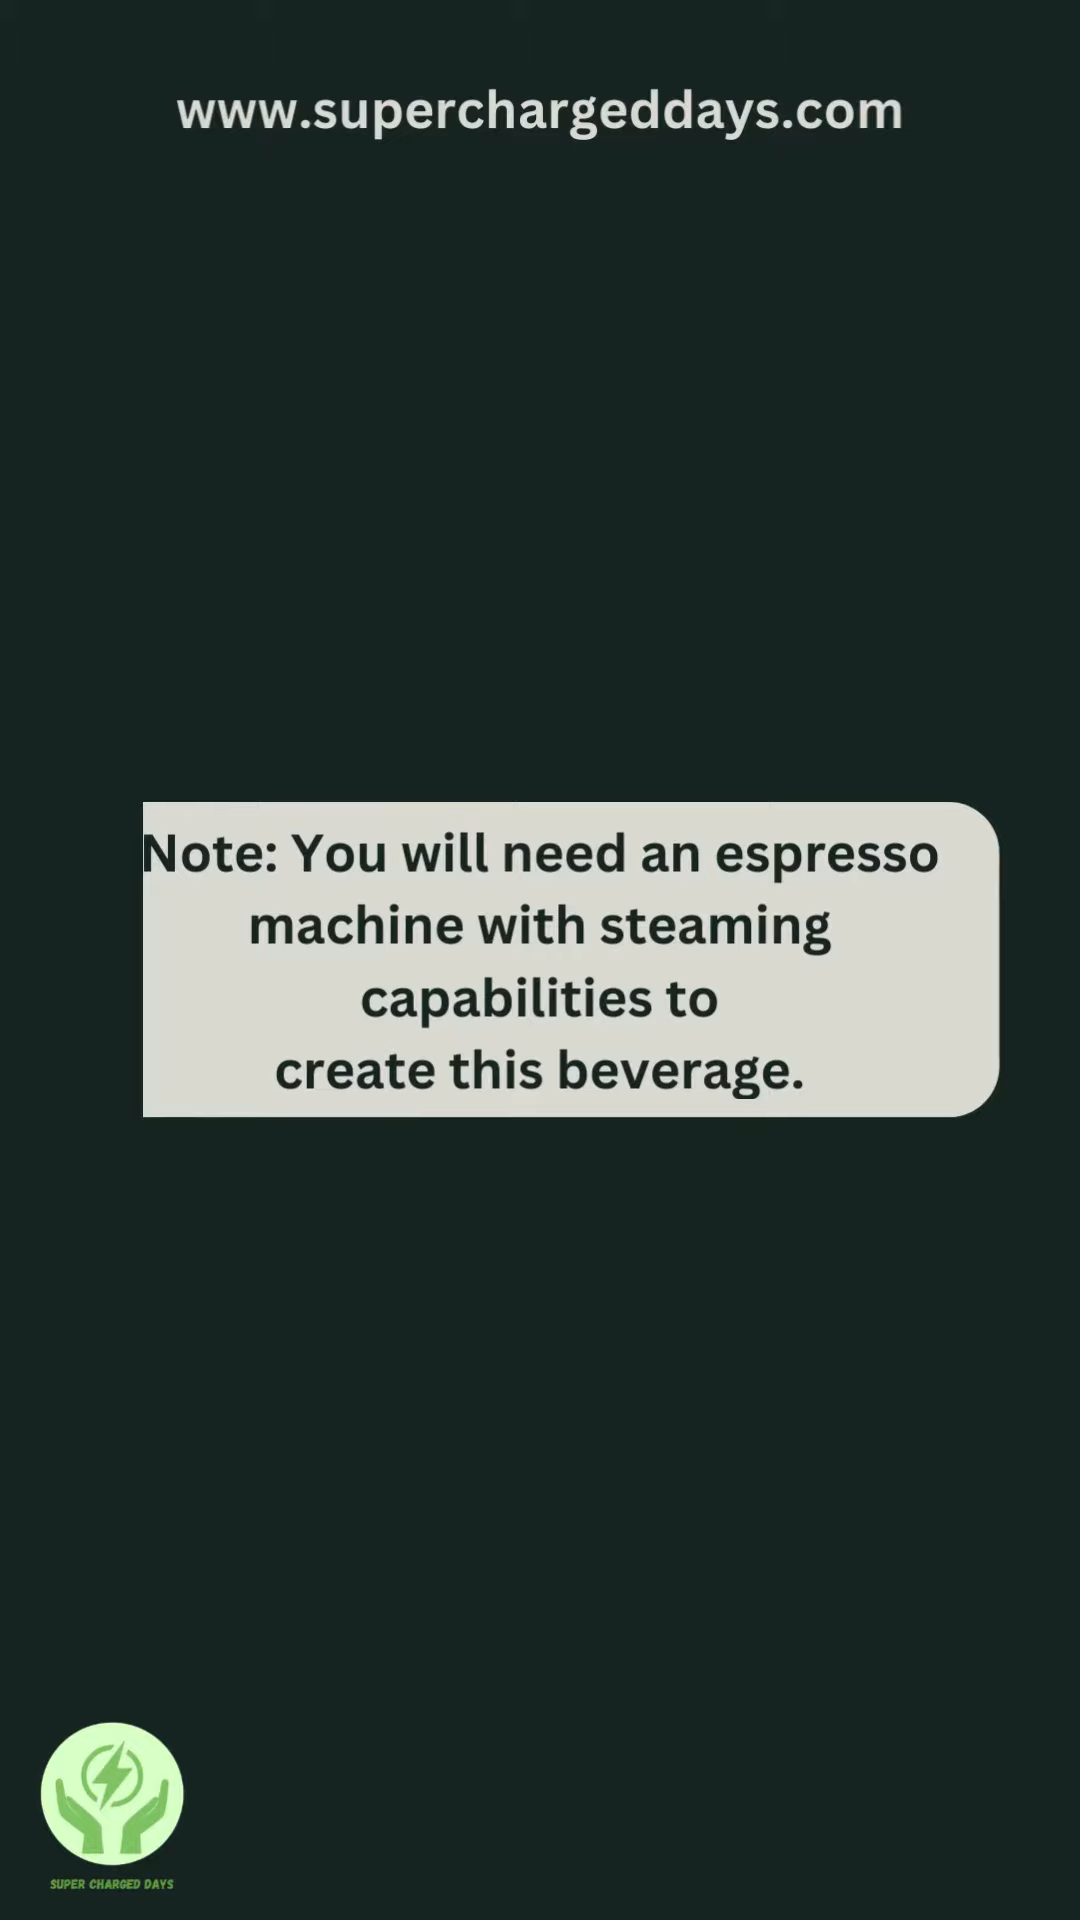 www.superchargeddays.com
Note: You will need an espresso
machine with steaming
capabilities to
create this beverage.
SUPER CHARGED DAYS